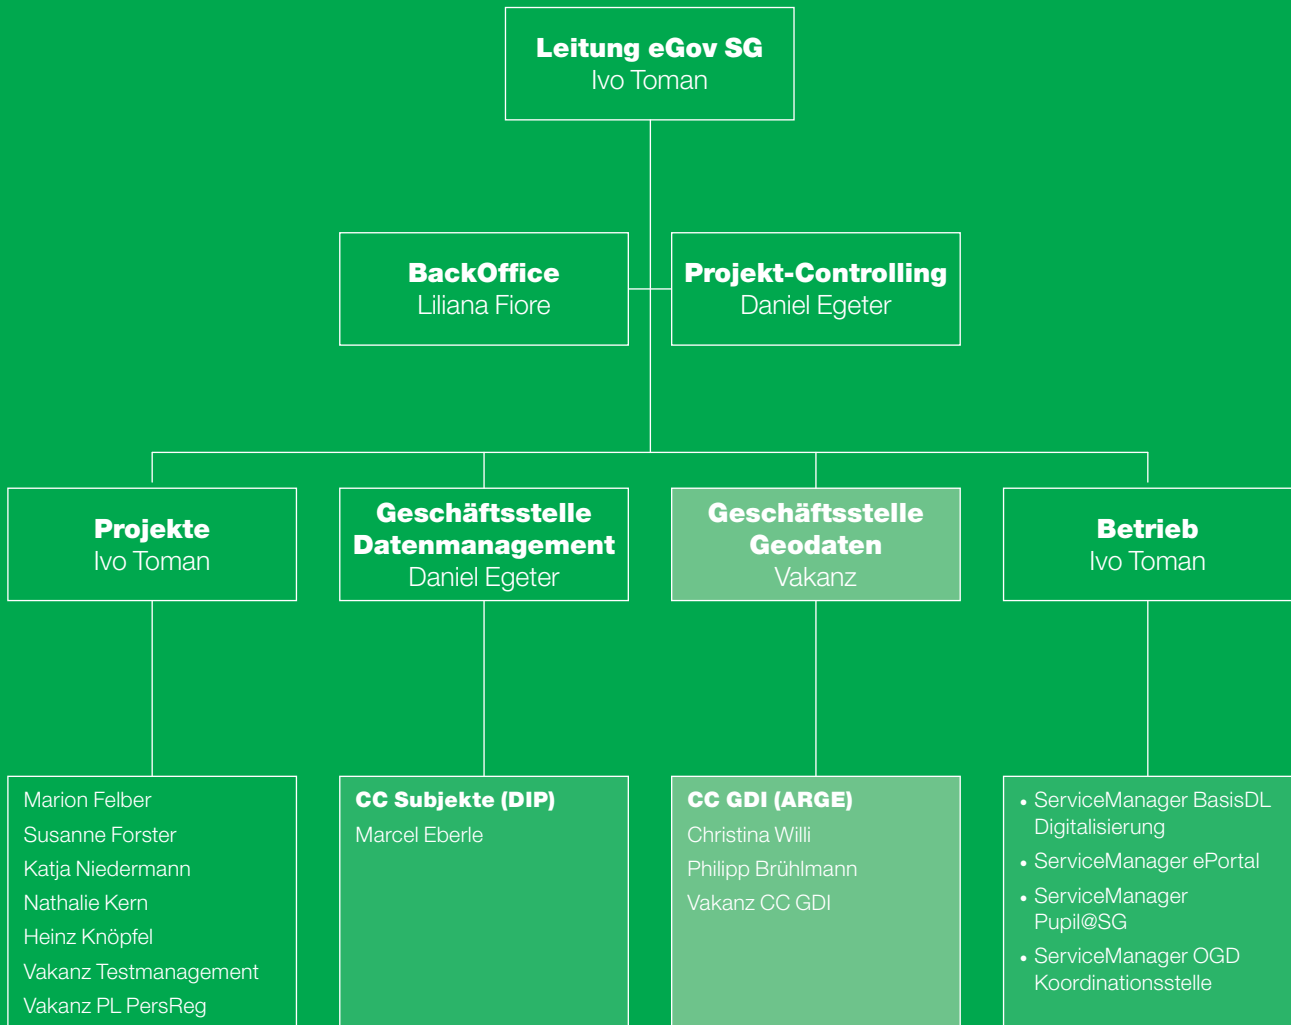 Leitung eGov SG
Ivo Toman
BackOffice
Liliana Fiore
Projekt-Controlling
Daniel Egeter
Projekte
Ivo Toman
Geschäftsstelle
Datenmanagement
Daniel Egeter
Geschäftsstelle
Geodaten
Vakanz
Betrieb
Ivo Toman
Marion Felber
Susanne Forster
Katja Niedermann
Nathalie Kern
Heinz Knöpfel
Vakanz Testmanagement
Vakanz PL PersReg
CC Subjekte (DIP)
Marcel Eberle
CC GDI (ARGE)
Christina Willi
Philipp Brühlmann
Vakanz CC GDI
• ServiceManager BasisDL
Digitalisierung
• ServiceManager ePortal
• ServiceManager
Pupil@SG
• ServiceManager OGD
Koordinationsstelle